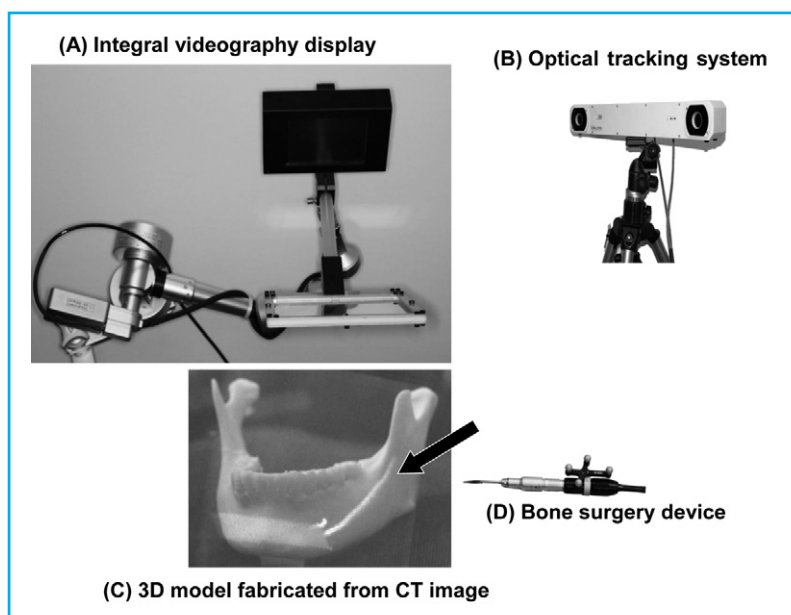 (A) Integral videography display
(B) Optical tracking system
(C) 3D model fabricated from CT image
(D) Bone surgery device